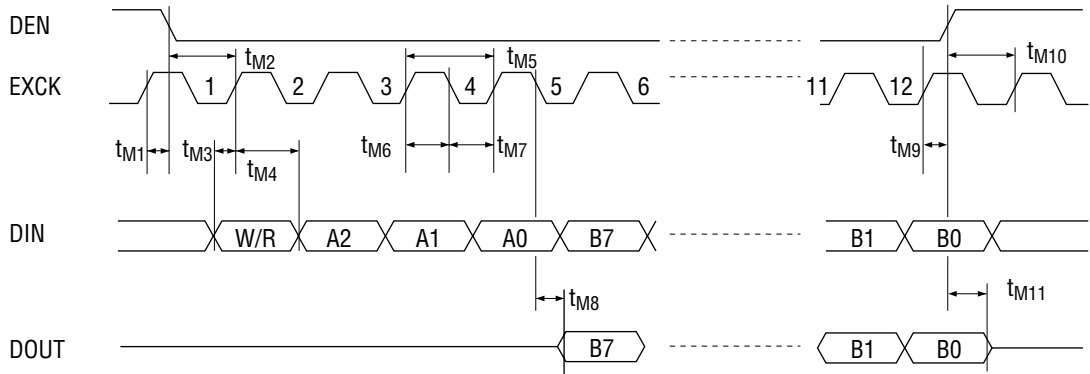 DEN
tM2 tM5 tM10
EXCK 1 2 3 4 5 6 11 12
tM1 tM3 tM4 tM6 tM7 tM9
DIN W/R A2 A1 A0 B7 B1 B0
tM8 tM11
DOUT B7 B1 B0